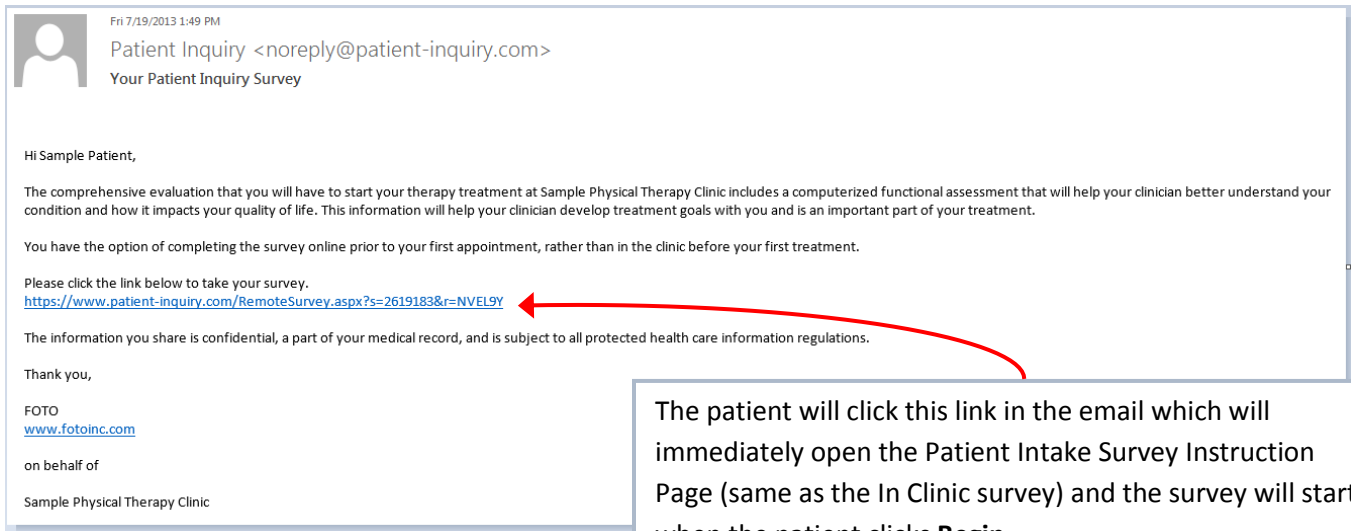 Fri 7/19/2013 1:49 PM
Patient Inquiry <noreply@patient-inquiry.com>
Your Patient Inquiry Survey
Hi Sample Patient,
The comprehensive evaluation that you will have to start your therapy treatment at Sample Physical Therapy Clinic includes a computerized functional assessment that will help your clinician better understand your
condition and how it impacts your quality of life. This information will help your clinician develop treatment goals with you and is an important part of your treatment.
You have the option of completing the survey online prior to your first appointment, rather than in the clinic before your first treatment.
Please click the link below to take your survey.
https://www.patient-inquiry.com/RemoteSurvey.aspx?s=2619183&r=NVEL9Y
The information you share is confidential, a part of your medical record, and is subject to all protected health care information regulations.
Thank you,
FOTO
www.fotoinc.com
on behalf of
Sample Physical Therapy Clinic
The patient will click this link in the email which will
immediately open the Patient Intake Survey Instruction
Page (same as the In Clinic survey) and the survey will start
when the patient clicks Begin